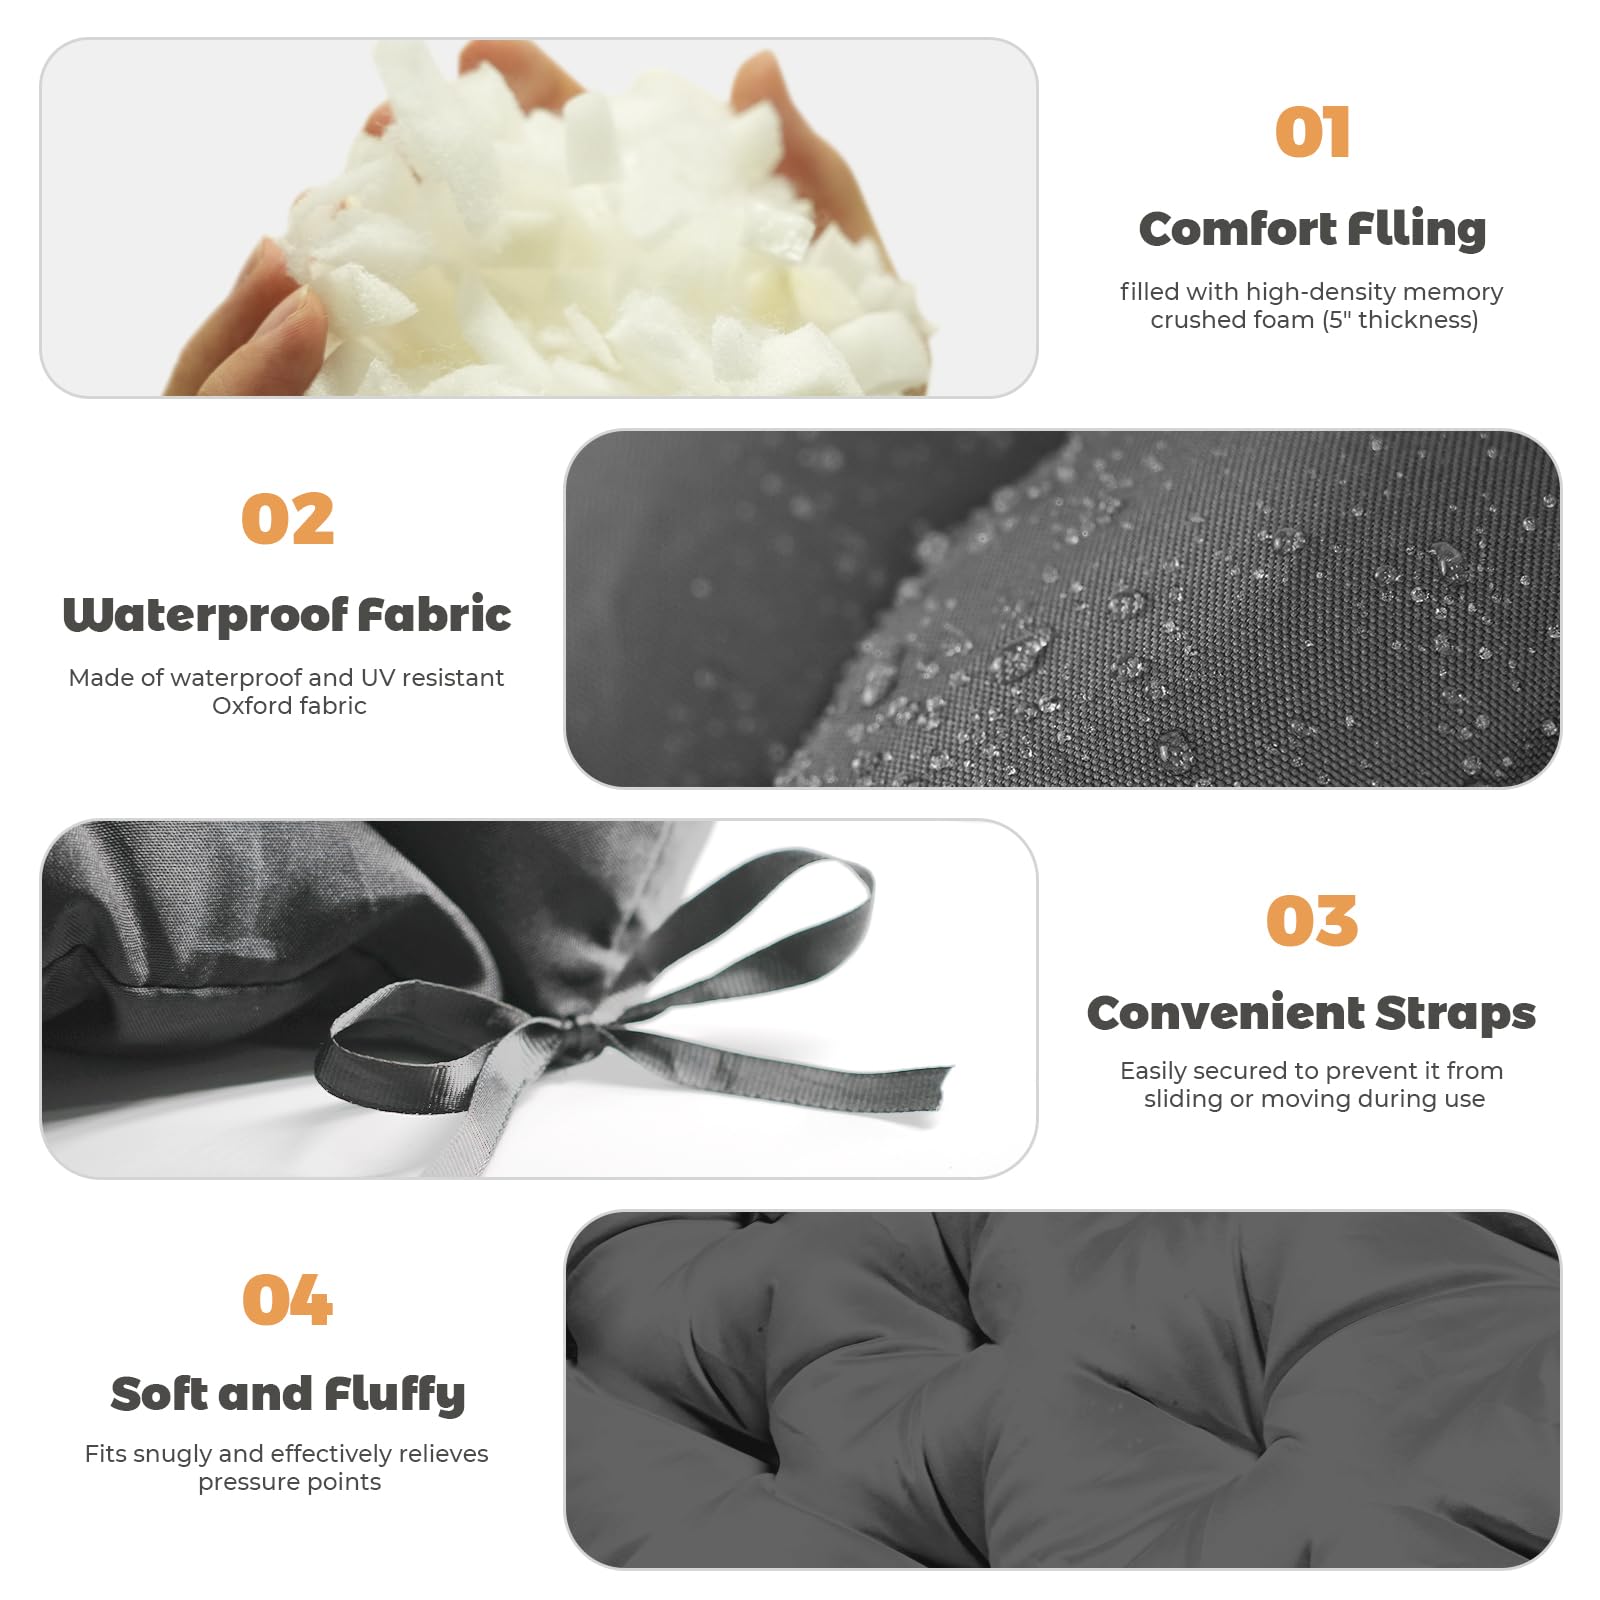 01
Comfort Flling
filled with high-density memory
crushed foam (5" thickness)
02
Waterproof Fabric
Made of waterproof and UV resistant
Oxford fabric
03
Convenient Straps
Easily secured to prevent it from
sliding or moving during use
04
Soft and Fluffy
Fits snugly and effectively relieves
pressure points